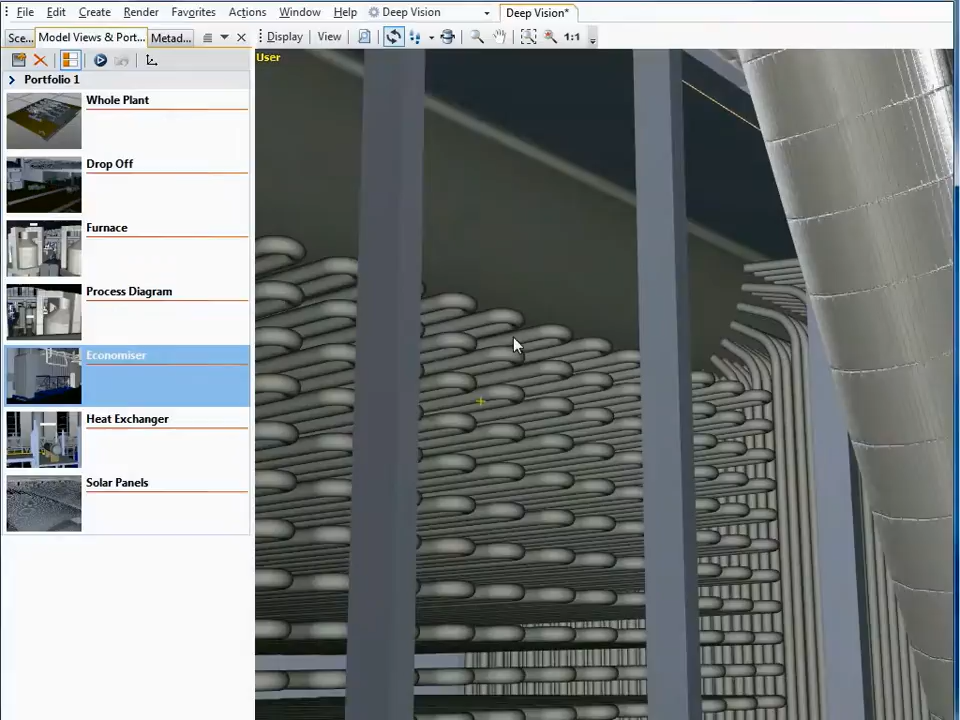 File Edit Create Render Favorites Actions Window Help Deep Vision Deep Vision*
Sce... Model Views & Port... Metad... Display View 1:1
User
Portfolio 1
Whole Plant
Drop Off
Furnace
Process Diagram
Economiser
Heat Exchanger
Solar Panels